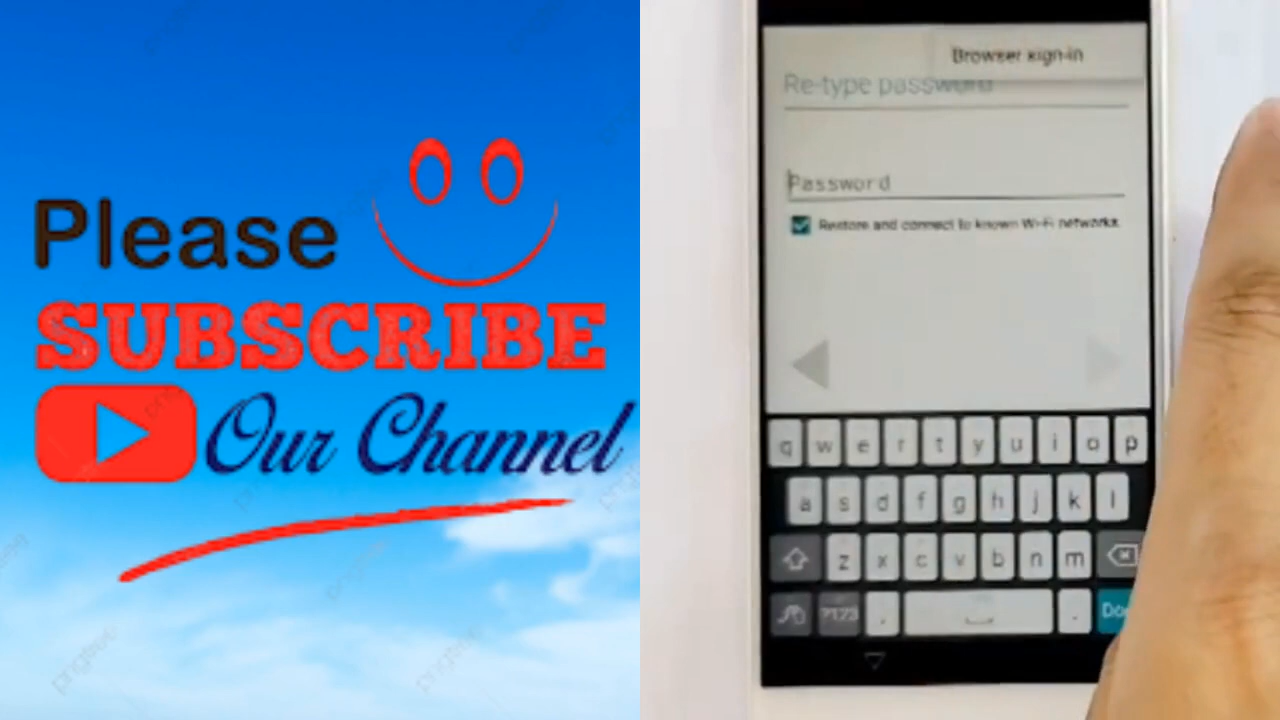 Please
SUBSCRIBE
Our Channel
Browser sign-in
Re-type password
Password
Restore and connect to known Wi-Fi networks.
q w e r t y u i o p
a s d f g h j k l
z x c v b n m
?123 , .